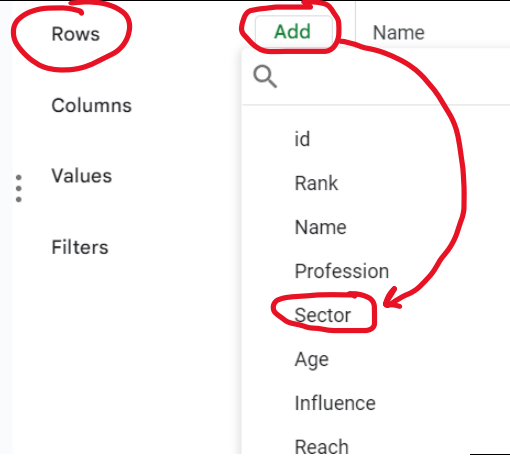 Rows
Add
Name
Columns
Values
Filters
id
Rank
Name
Profession
Sector
Age
Influence
Reach